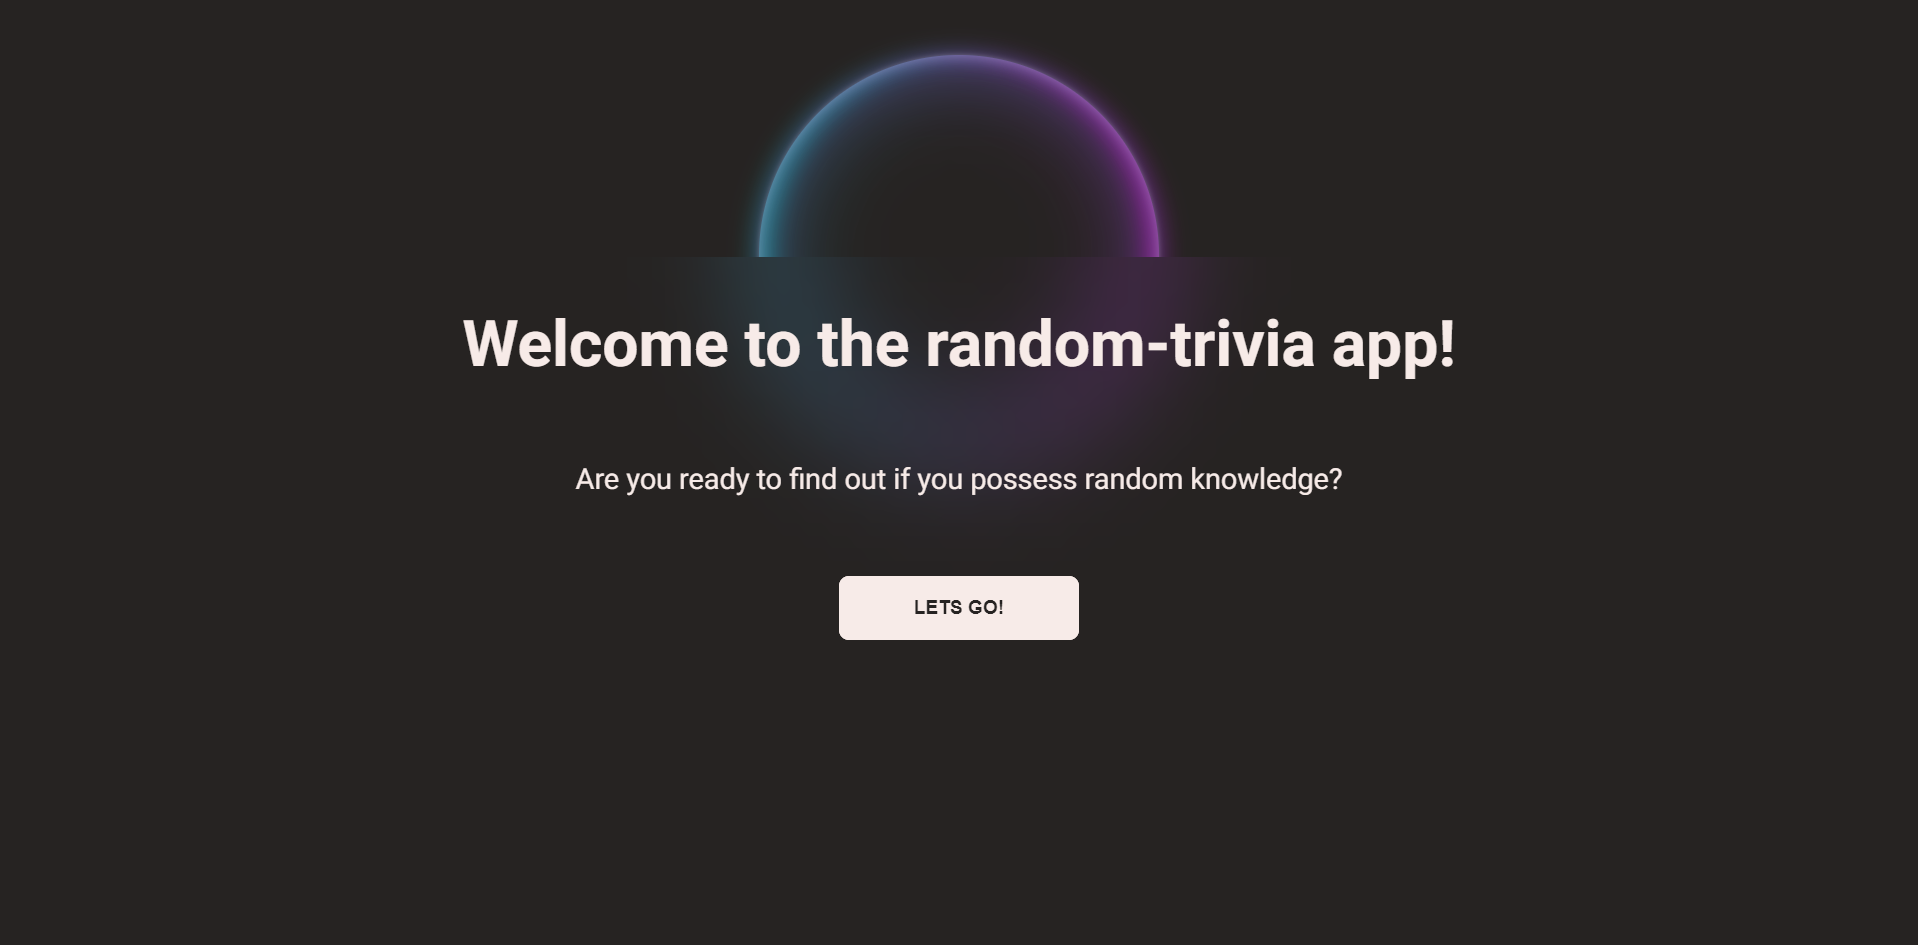 Welcome to the random-trivia app!
Are you ready to find out if you possess random knowledge?
LETS GO!